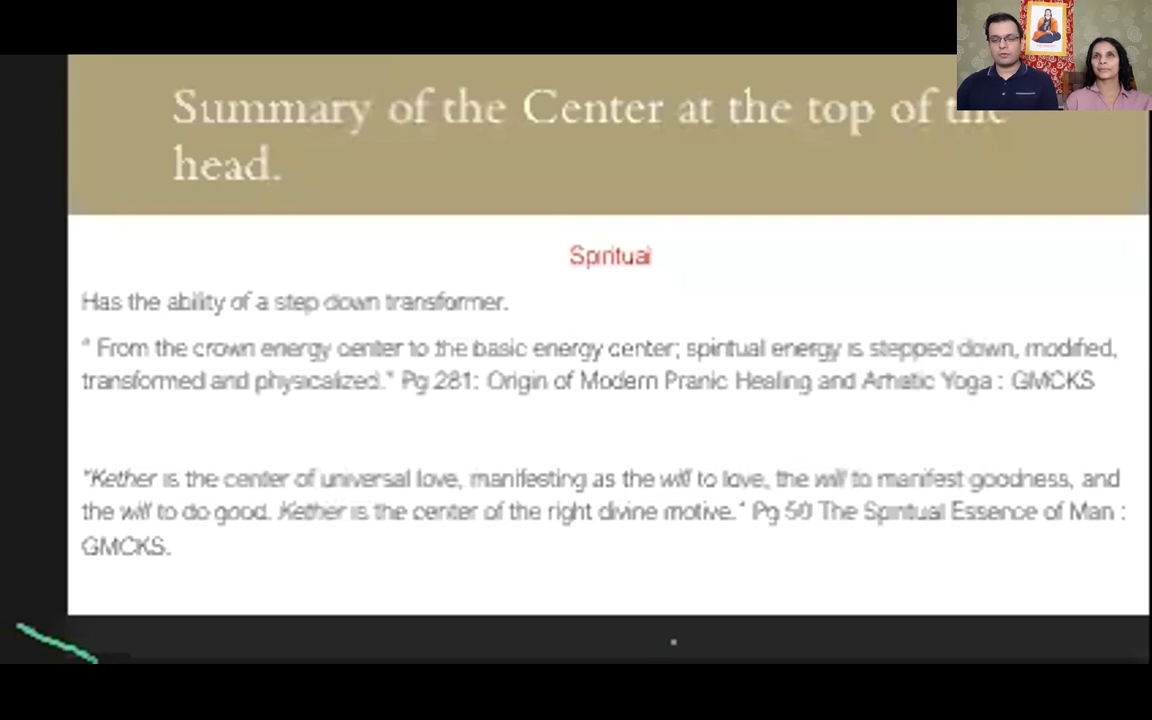 Summary of the Center at the top of the
head.
Spiritual
Has the ability of a step down transformer.
" From the crown energy center to the basic energy center; spiritual energy is stepped down, modified,
transformed and physicalized." Pg 281: Origin of Modern Pranic Healing and Arhatic Yoga : GMCKS
"Kether is the center of universal love, manifesting as the will to love, the will to manifest goodness, and
the will to do good. Kether is the center of the right divine motive." Pg 50 The Spiritual Essence of Man :
GMCKS.